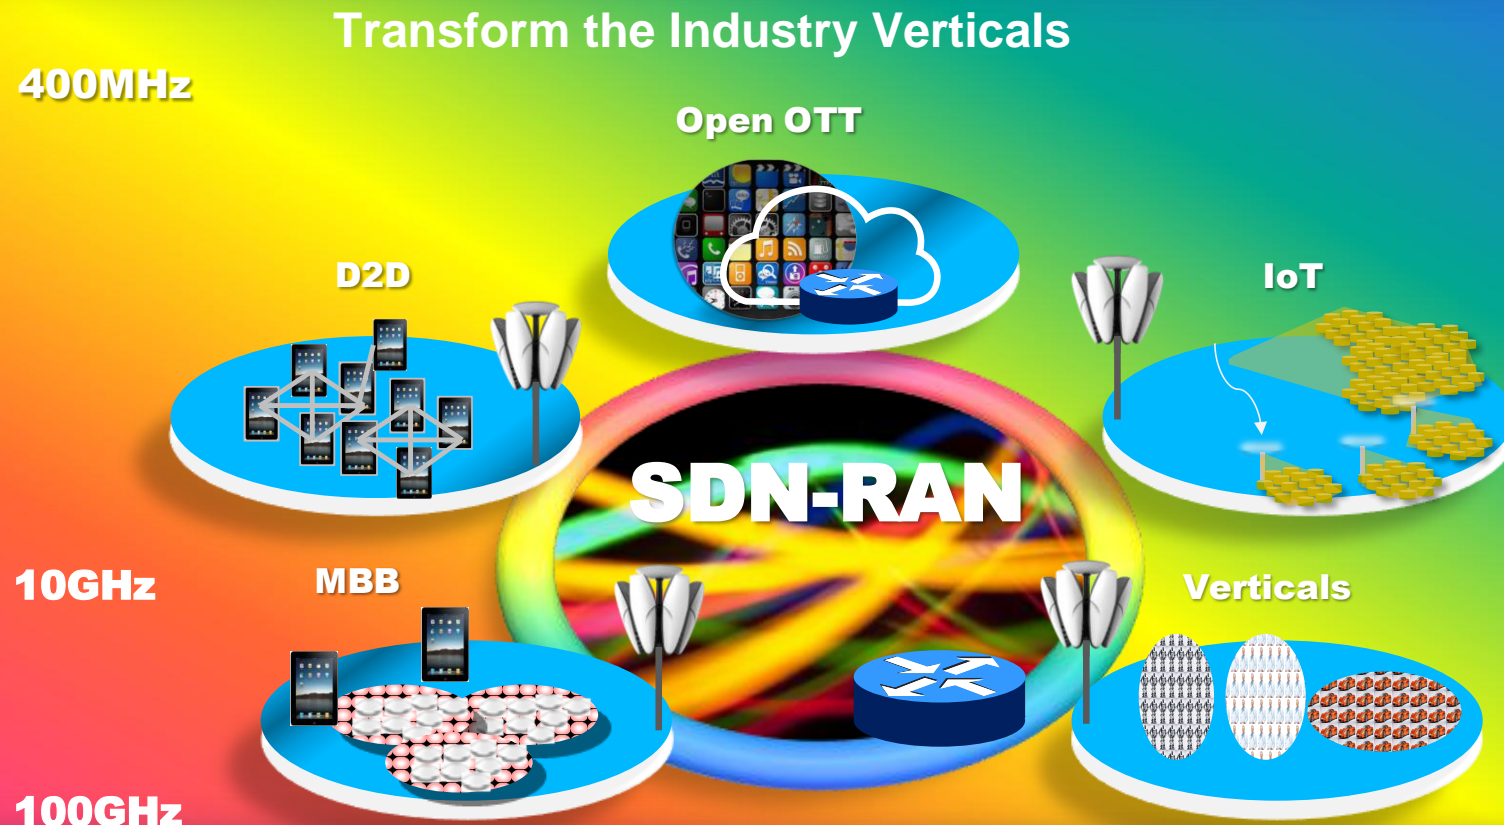 Transform the Industry Verticals
400MHz
Open OTT
D2D
IoT
SDN-RAN
10GHz
MBB
Verticals
100GHz